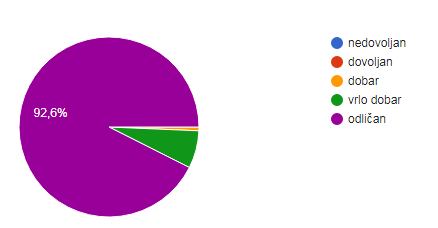 92,6%
nedovoljan
dovoljan
dobar
vrlo dobar
odličan